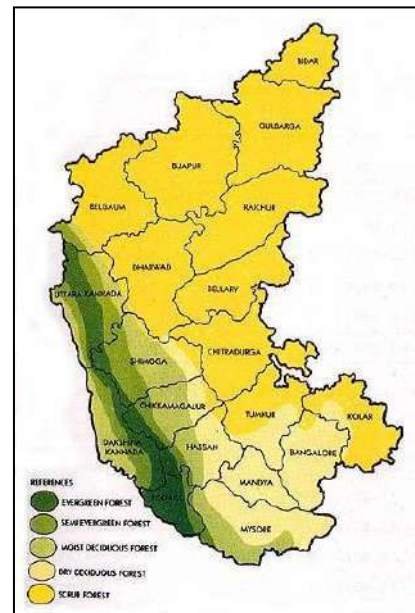 BIDAR
GULBARGA
BIJAPUR
BELGAUM
RAICHUR
DHARWAD
BELLARY
UTTARA KANNADA
SHIMOGA
CHITRADURGA
CHIKKAMAGALUR
TUMKUR
KOLAR
DAKSHINA
KANNADA
HASSAN
BANGALORE
MANDYA
KODAGU
MYSORE
REFERENCES
EVERGREEN FOREST
SEMI EVERGREEN FOREST
MOIST DECIDUOUS FOREST
DRY DECIDUOUS FOREST
SCRUB FOREST